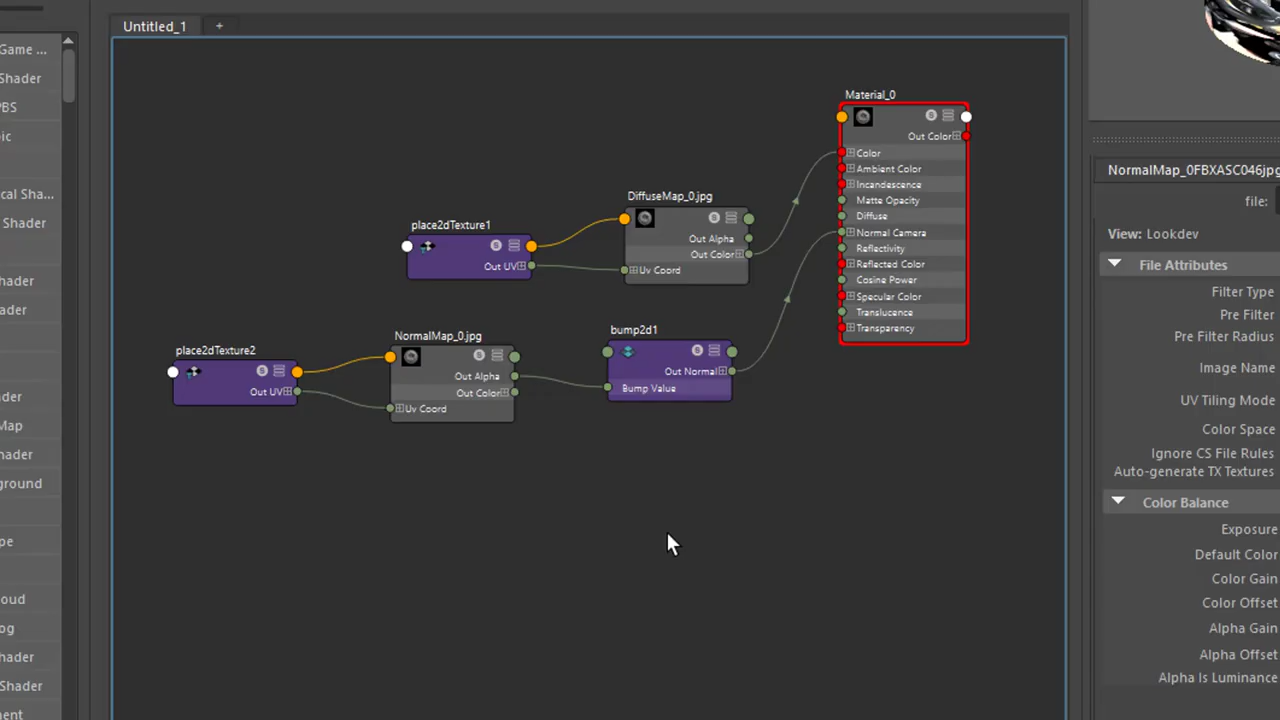 Untitled_1 +
Game ...
Shader
PBS
ic
cal Sha...
Shader
hader
der
ader
Map
ader
ground
pe
oud
og
hader
Shader
ment
place2dTexture1
Out UV
DiffuseMap_0.jpg
Out Alpha
Out Color
Uv Coord
place2dTexture2
Out UV
NormalMap_0.jpg
Out Alpha
Out Color
Uv Coord
bump2d1
Out Normal
Bump Value
Material_0
Out Color
Color
Ambient Color
Incandescence
Matte Opacity
Diffuse
Normal Camera
Reflectivity
Reflected Color
Cosine Power
Specular Color
Translucence
Transparency
NormalMap_0FBXASC046jpg
file:
View: Lookdev
File Attributes
Filter Type
Pre Filter
Pre Filter Radius
Image Name
UV Tiling Mode
Color Space
Ignore CS File Rules
Auto-generate TX Textures
Color Balance
Exposure
Default Color
Color Gain
Color Offset
Alpha Gain
Alpha Offset
Alpha Is Luminance